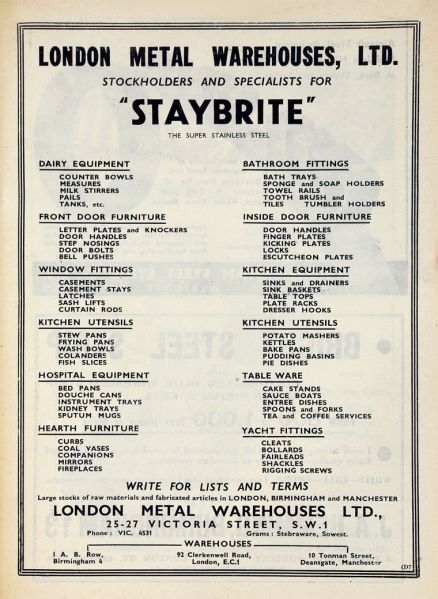 LONDON METAL WAREHOUSES, LTD.
STOCKHOLDERS AND SPECIALISTS FOR
"STAYBRITE"
THE SUPER STAINLESS STEEL
DAIRY EQUIPMENT
COUNTER BOWLS
MEASURES
MILK STIRRERS
PAILS
TANKS, etc.
FRONT DOOR FURNITURE
LETTER PLATES and KNOCKERS
DOOR HANDLES
STEP NOSINGS
DOOR BOLTS
BELL PUSHES
WINDOW FITTINGS
CASEMENTS
CASEMENT STAYS
LATCHES
SASH LIFTS
CURTAIN RODS
KITCHEN UTENSILS
STEW PANS
FRYING PANS
WASH BOWLS
COLANDERS
FISH SLICES
HOSPITAL EQUIPMENT
BED PANS
DOUCHE CANS
INSTRUMENT TRAYS
KIDNEY TRAYS
SPUTUM MUGS
HEARTH FURNITURE
CURBS
COAL VASES
COMPANIONS
MIRRORS
FIREPLACES
BATHROOM FITTINGS
BATH TRAYS
SPONGE and SOAP HOLDERS
TOWEL RAILS
TOOTH BRUSH and
TILES TUMBLER HOLDERS
INSIDE DOOR FURNITURE
DOOR HANDLES
FINGER PLATES
KICKING PLATES
LOCKS
ESCUTCHEON PLATES
KITCHEN EQUIPMENT
SINKS and DRAINERS
SINK BASKETS
TABLE TOPS
PLATE RACKS
DRESSER HOOKS
KITCHEN UTENSILS
POTATO MASHERS
KETTLES
BAKE PANS
PUDDING BASINS
PIE DISHES
TABLE WARE
CAKE STANDS
SAUCE BOATS
ENTREE DISHES
SPOONS and FORKS
TEA and COFFEE SERVICES
YACHT FITTINGS
CLEATS
BOLLARDS
FAIRLEADS
SHACKLES
RIGGING SCREWS
WRITE FOR LISTS AND TERMS
Large stocks of raw materials and fabricated articles in LONDON, BIRMINGHAM and MANCHESTER
LONDON METAL WAREHOUSES LTD.,
25-27 VICTORIA STREET, S.W.1
Phone: VIC. 4531 Grams: Stebraware, Sowest.
WAREHOUSES
1 A. B. Row,
Birmingham 4
92 Clerkenwell Road,
London, E.C.1
10 Tonman Street,
Deansgate, Manchester